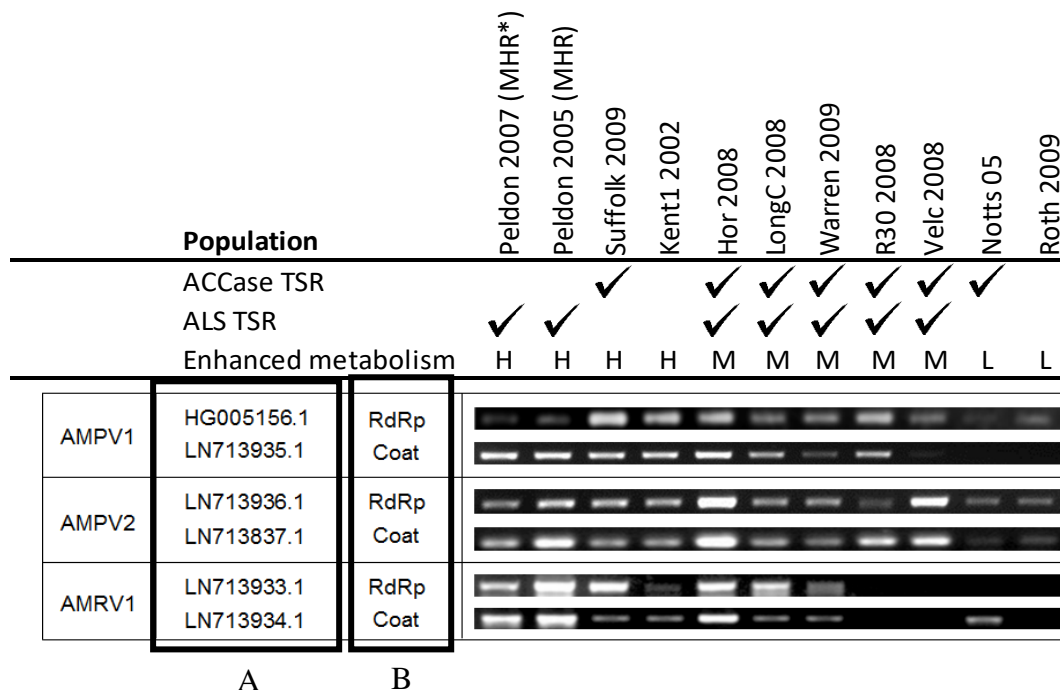 Peldon 2007 (MHR*)
Peldon 2005 (MHR)
Suffolk 2009
Kent1 2002
Hor 2008
LongC 2008
Warren 2009
R30 2008
Velc 2008
Notts 05
Roth 2009
Population
ACCase TSR ✓ ✓ ✓ ✓ ✓ ✓ ✓
ALS TSR ✓ ✓ ✓ ✓ ✓ ✓ ✓
Enhanced metabolism H H H H M M M M M L L
AMPV1
HG005156.1 RdRp
LN713935.1 Coat
AMPV2
LN713936.1 RdRp
LN713837.1 Coat
AMRV1
LN713933.1 RdRp
LN713934.1 Coat
A B